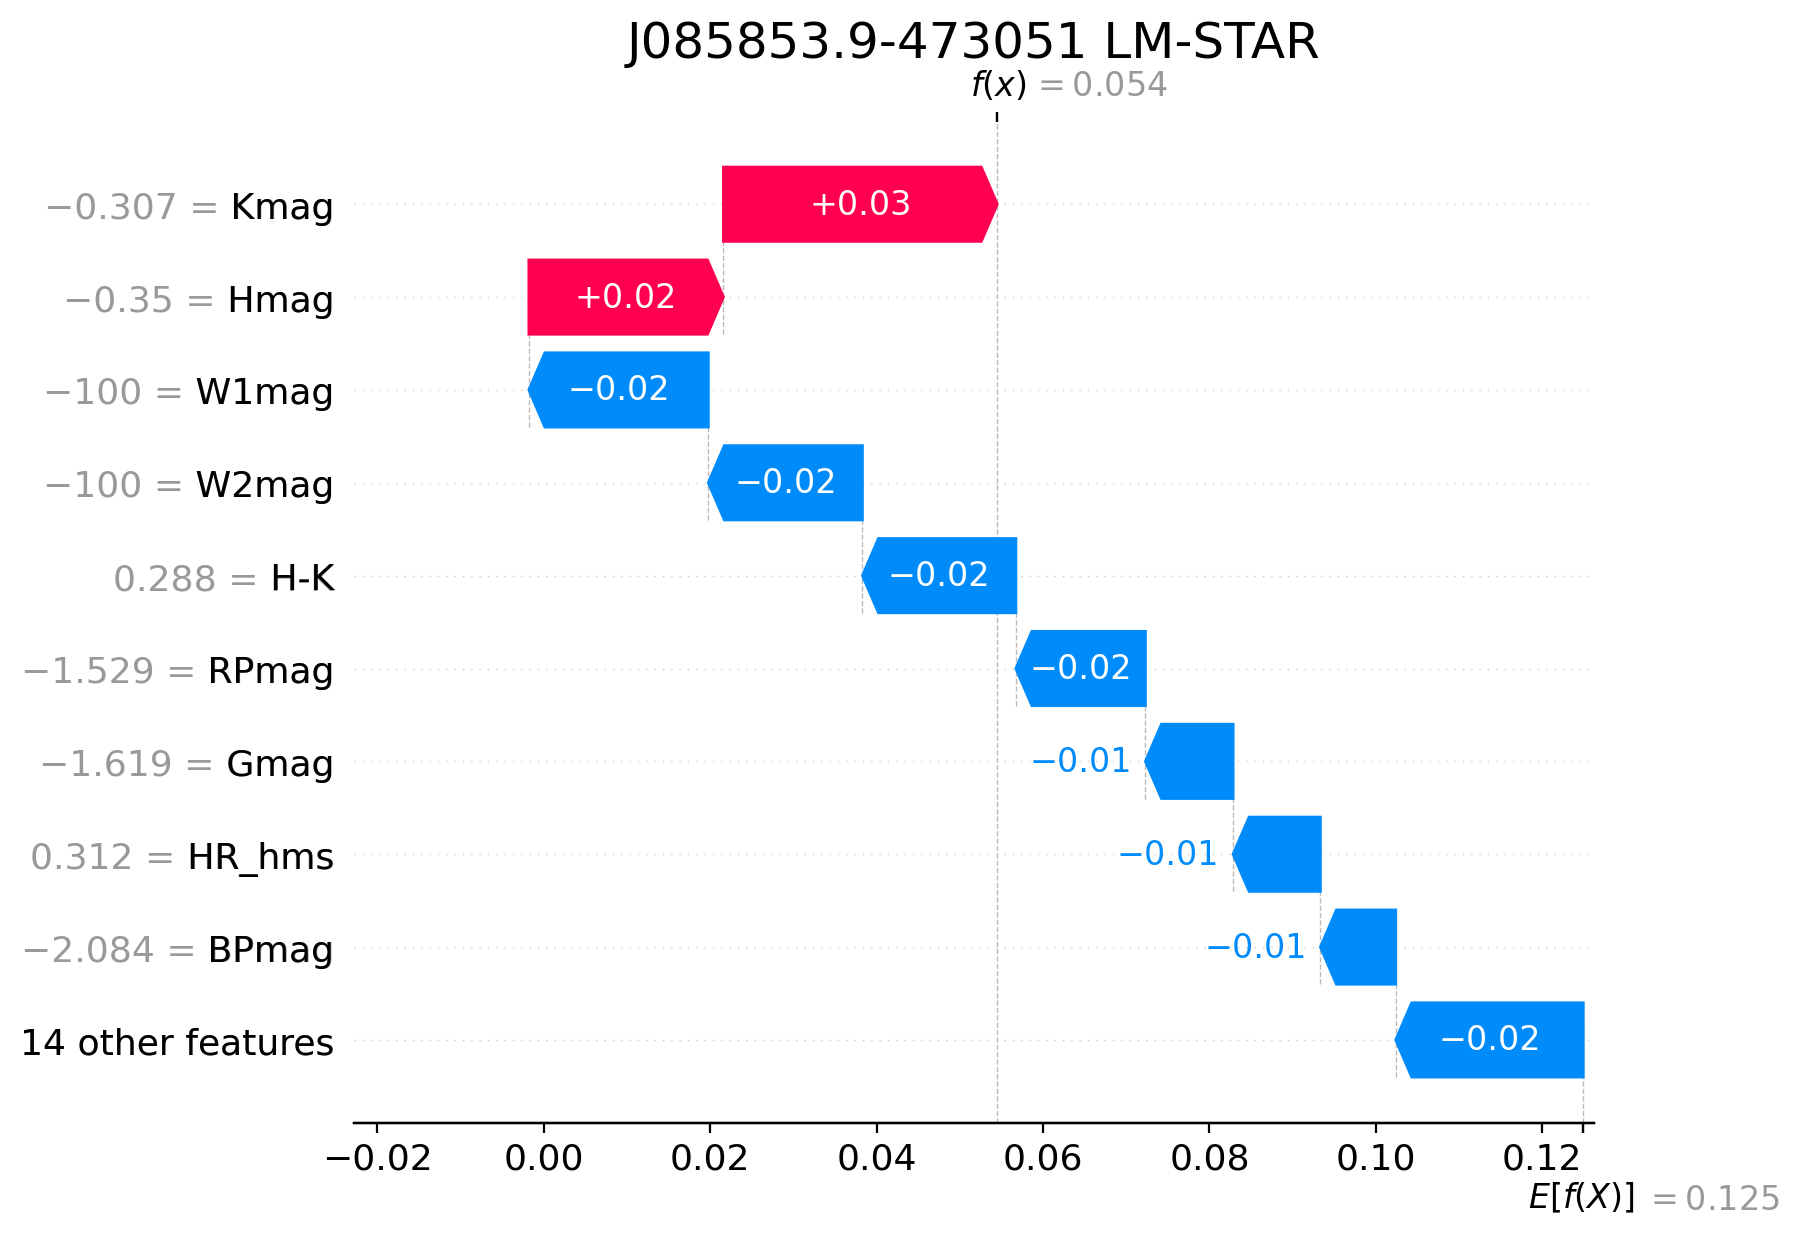 J085853.9-473051 LM-STAR
f(x) = 0.054
−0.307 = Kmag
+0.03
−0.35 = Hmag
+0.02
−100 = W1mag
−0.02
−100 = W2mag
−0.02
0.288 = H-K
−0.02
−1.529 = RPmag
−0.02
−1.619 = Gmag
−0.01
0.312 = HR_hms
−0.01
−2.084 = BPmag
−0.01
14 other features
−0.02
−0.02 0.00 0.02 0.04 0.06 0.08 0.10 0.12
E[f(X)] = 0.125